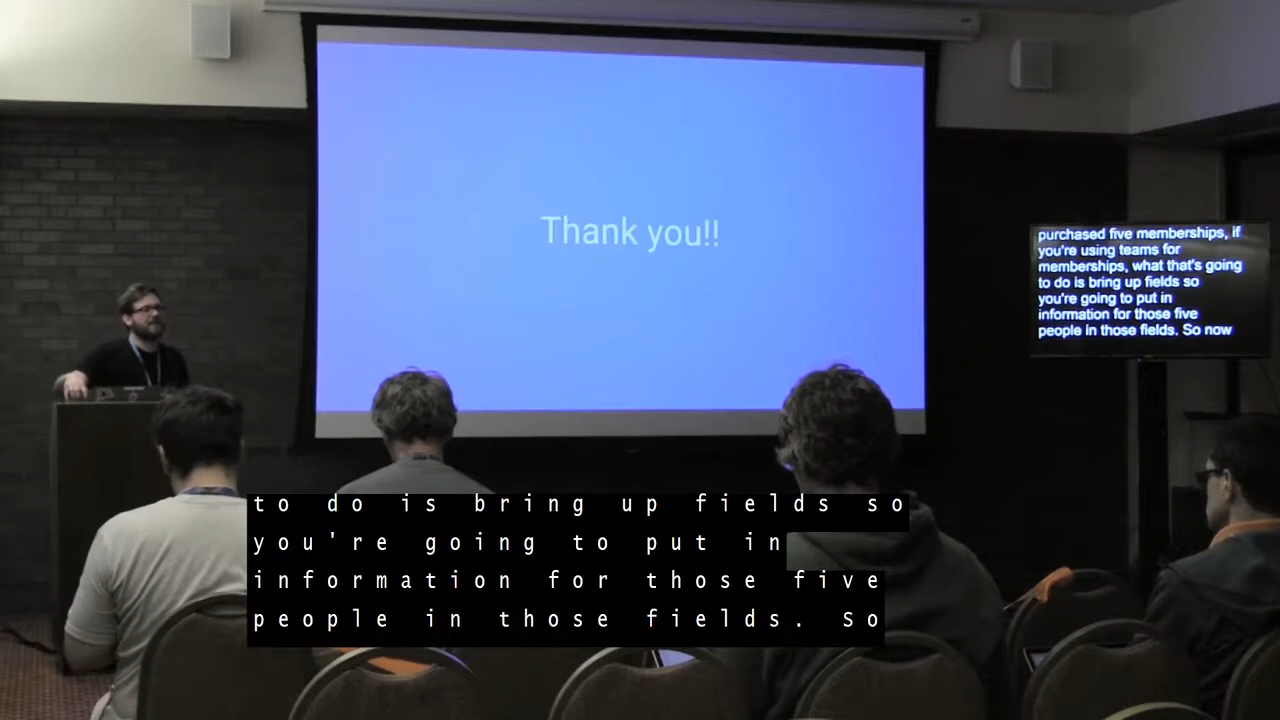 Thank you!!
purchased five memberships, if
you're using teams for
memberships, what that's going
to do is bring up fields so
you're going to put in
information for those five
people in those fields. So now
to do is bring up fields so
you're going to put in
information for those five
people in those fields. So